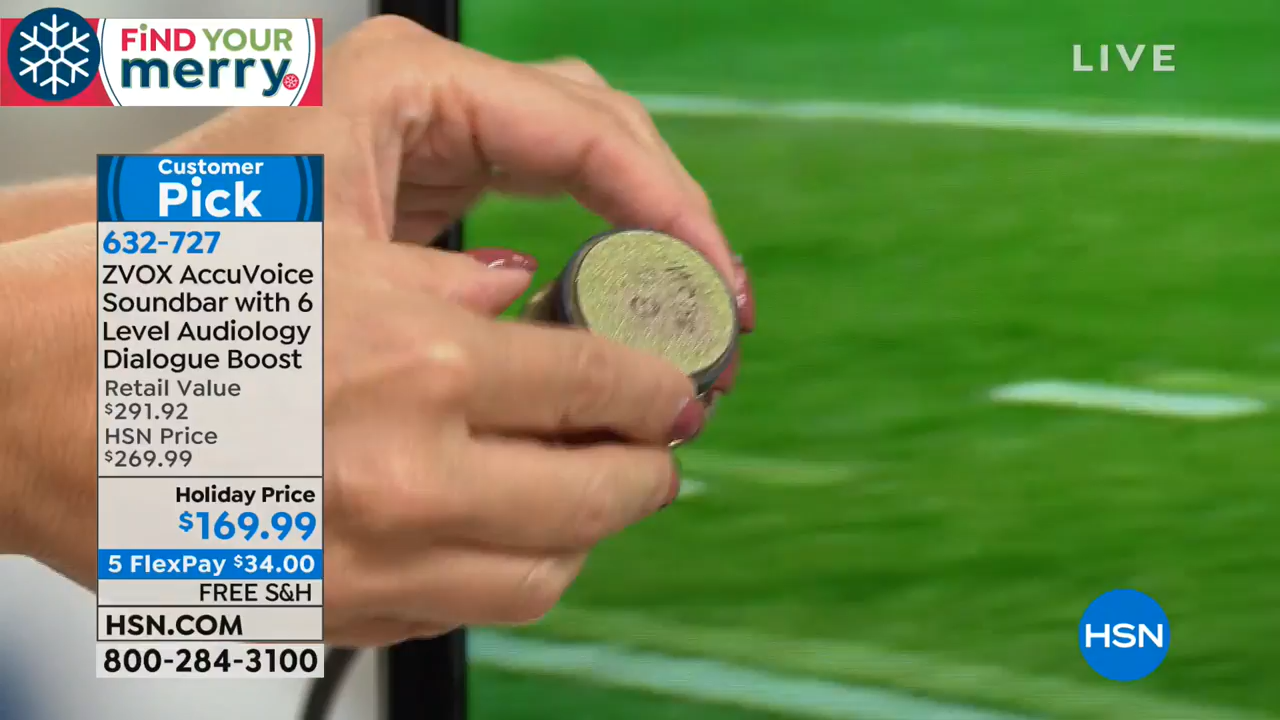 FiND YOUR
merry
LIVE
Customer
Pick
632-727
ZVOX AccuVoice
Soundbar with 6
Level Audiology
Dialogue Boost
Retail Value
$291.92
HSN Price
$269.99
Holiday Price
$169.99
5 FlexPay $34.00
FREE S&H
HSN.COM
800-284-3100
HSN